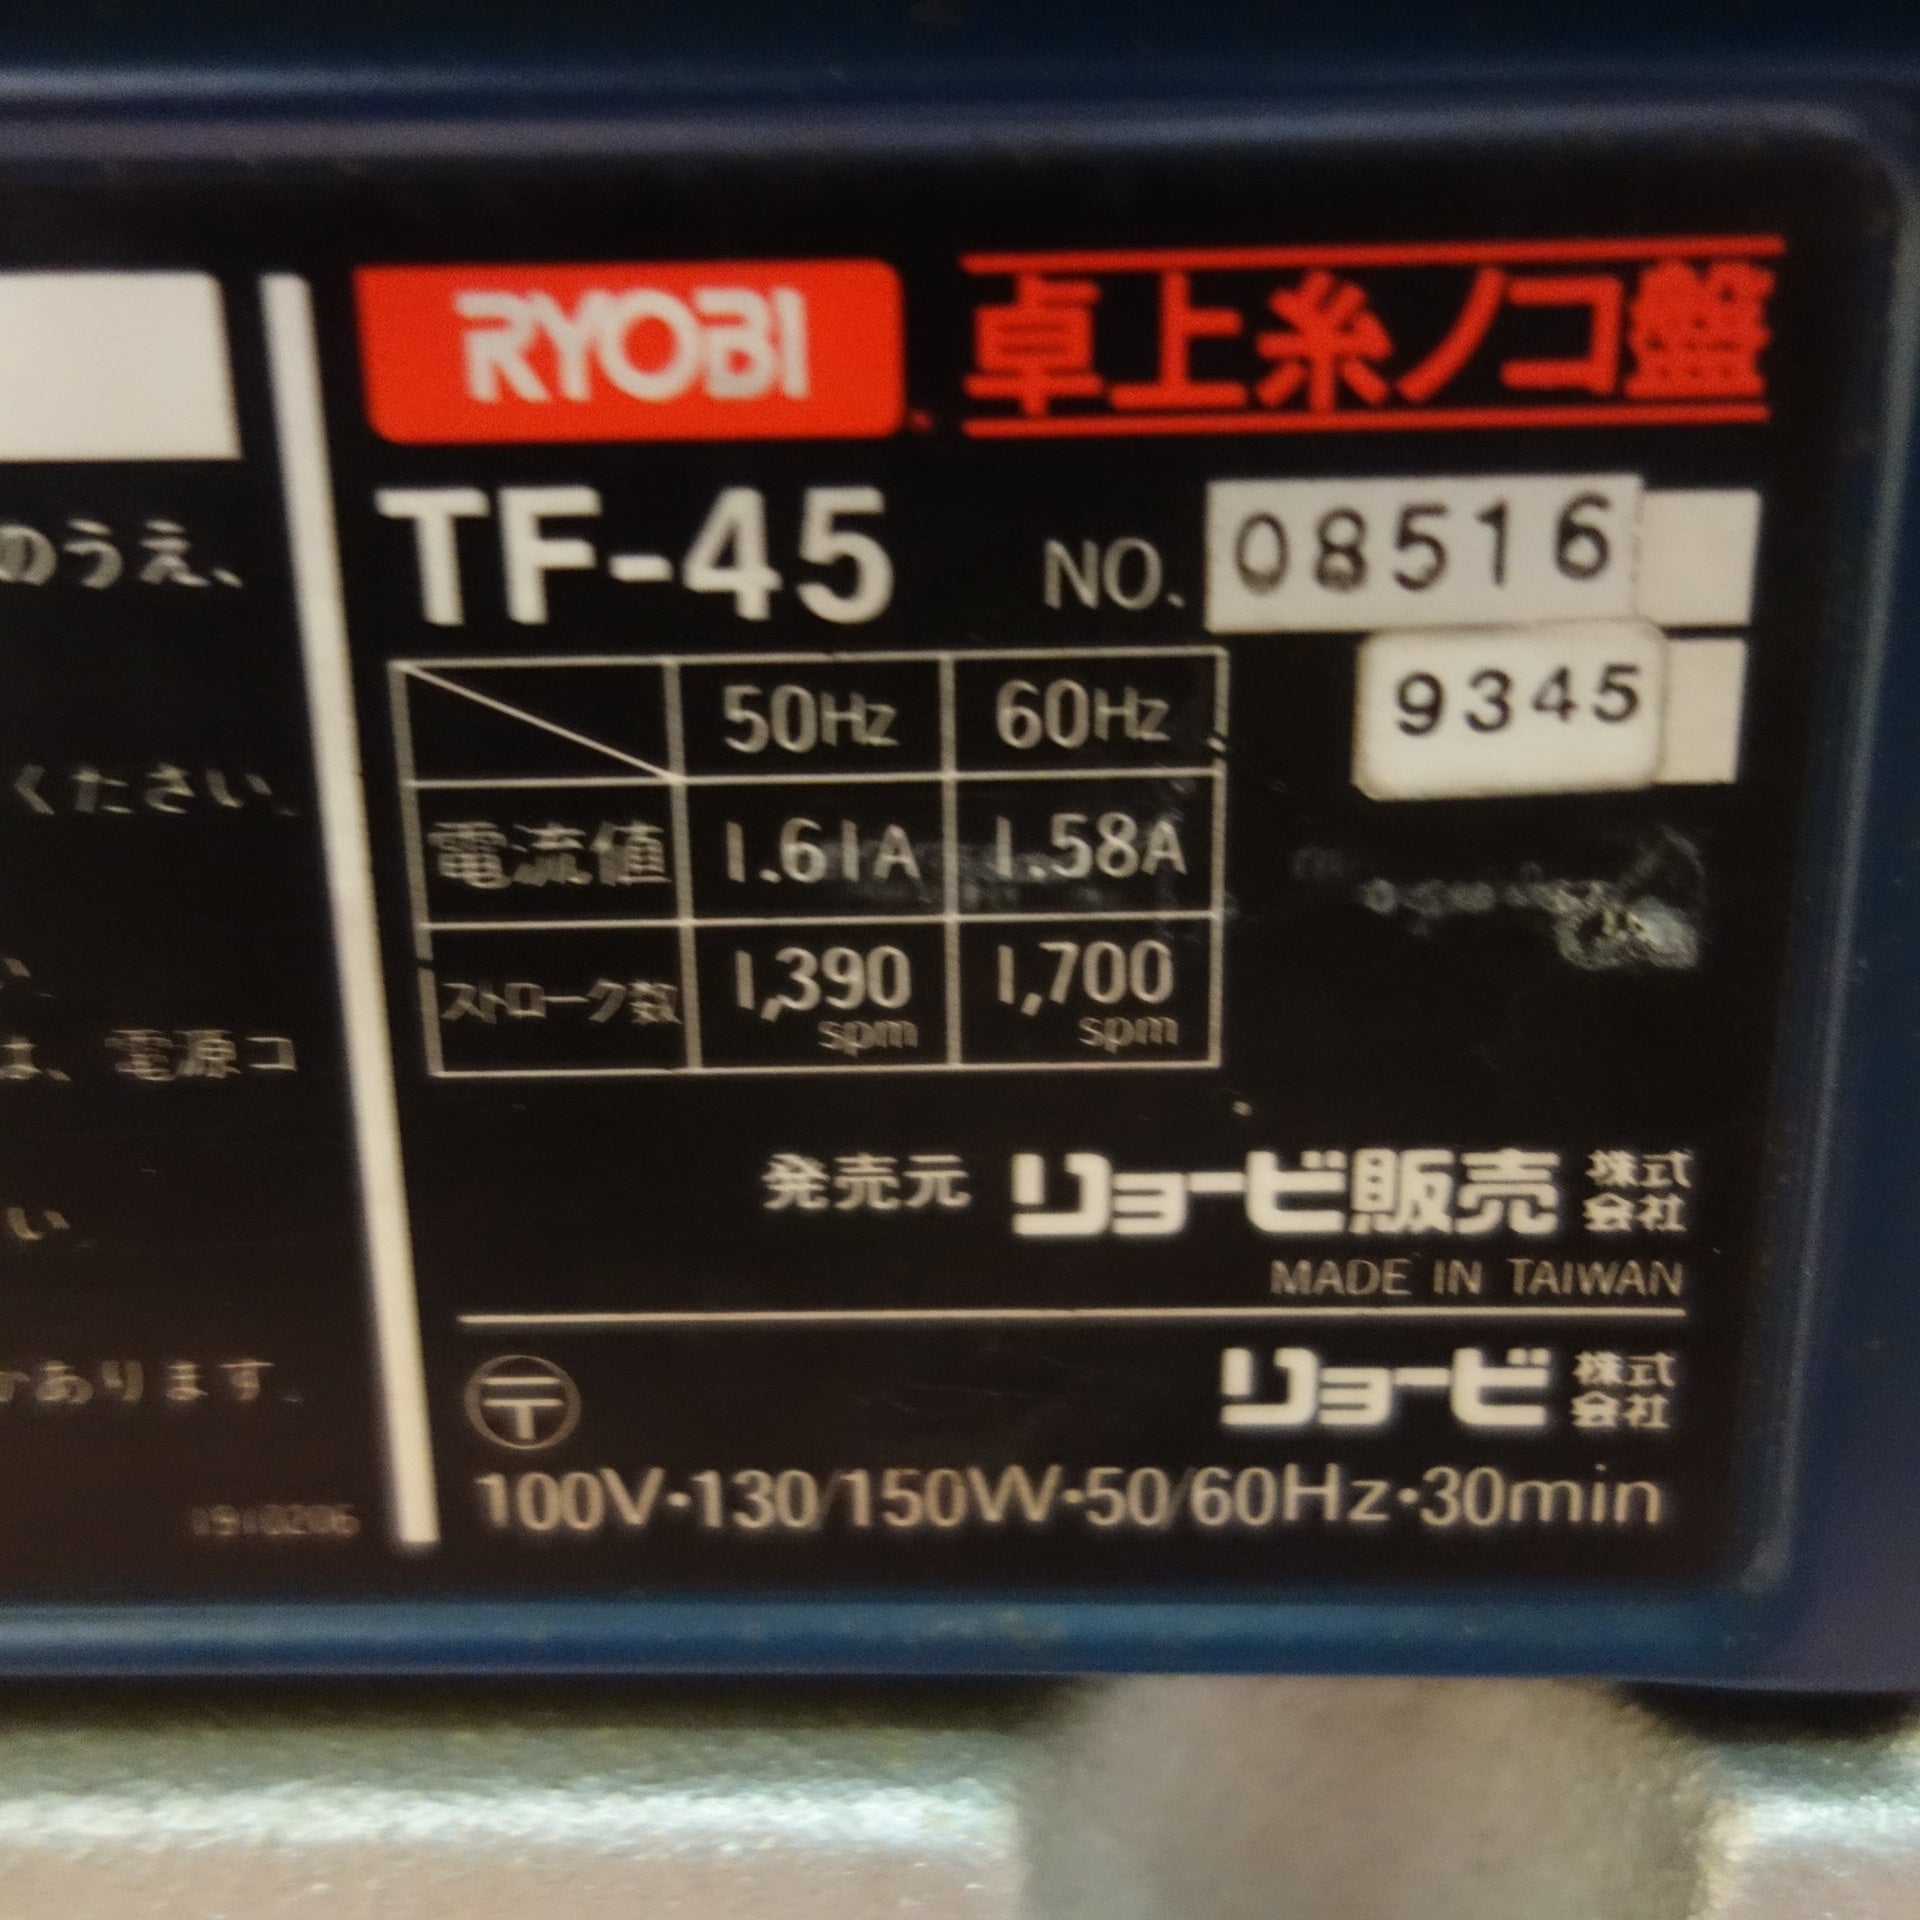 RYOBI 卓上糸ノコ盤
TF-45 NO. 08516
9345
50Hz 60Hz
電流値 1.61A 1.58A
ストローク数 1,390 spm 1,700 spm
発売元 リョービ販売 株式会社
MADE IN TAIWAN
〒 リョービ 株式会社
100V・130/150W・50/60Hz・30min
のうえ、
ください。
は、電源コ
い
かあります。
1910206